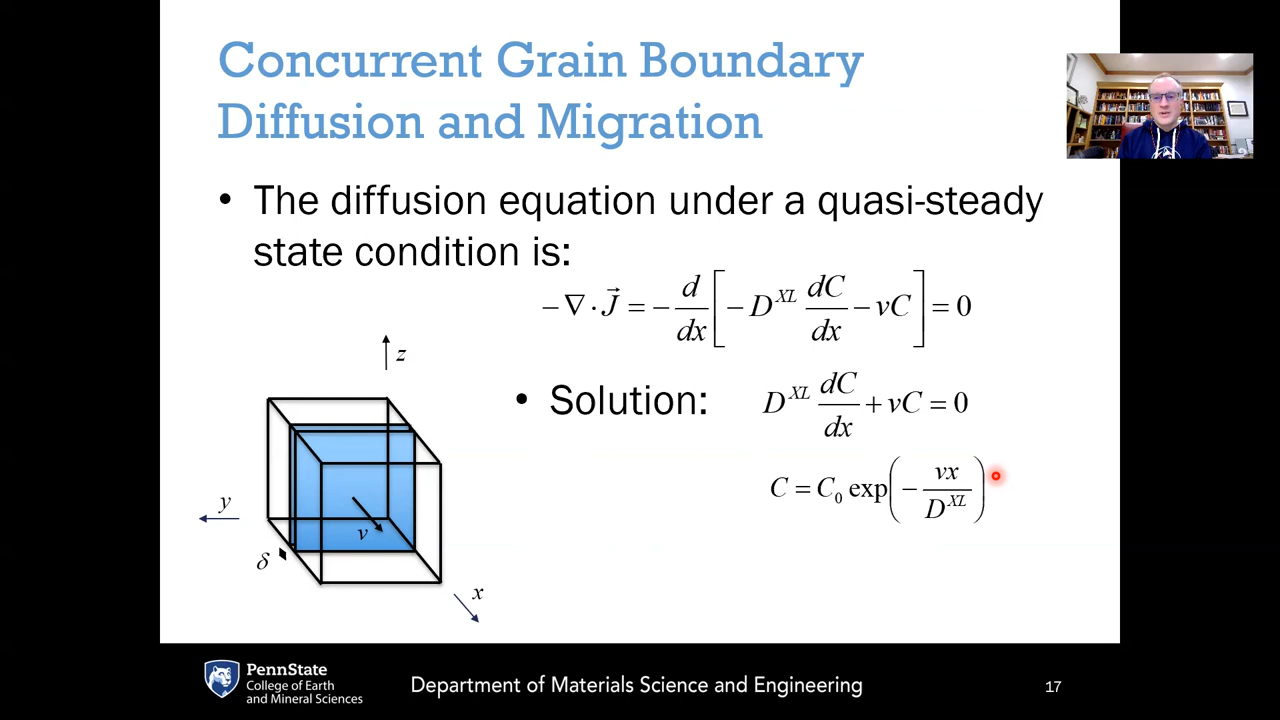 Concurrent Grain Boundary
Diffusion and Migration
• The diffusion equation under a quasi-steady
state condition is:
−∇·J⃗ = −d/dx[−D^XL dC/dx − vC] = 0
• Solution: D^XL dC/dx + vC = 0
C = C₀ exp(−vx/D^XL)
z
y
v
δ
x
PennState
College of Earth
and Mineral Sciences
Department of Materials Science and Engineering
17